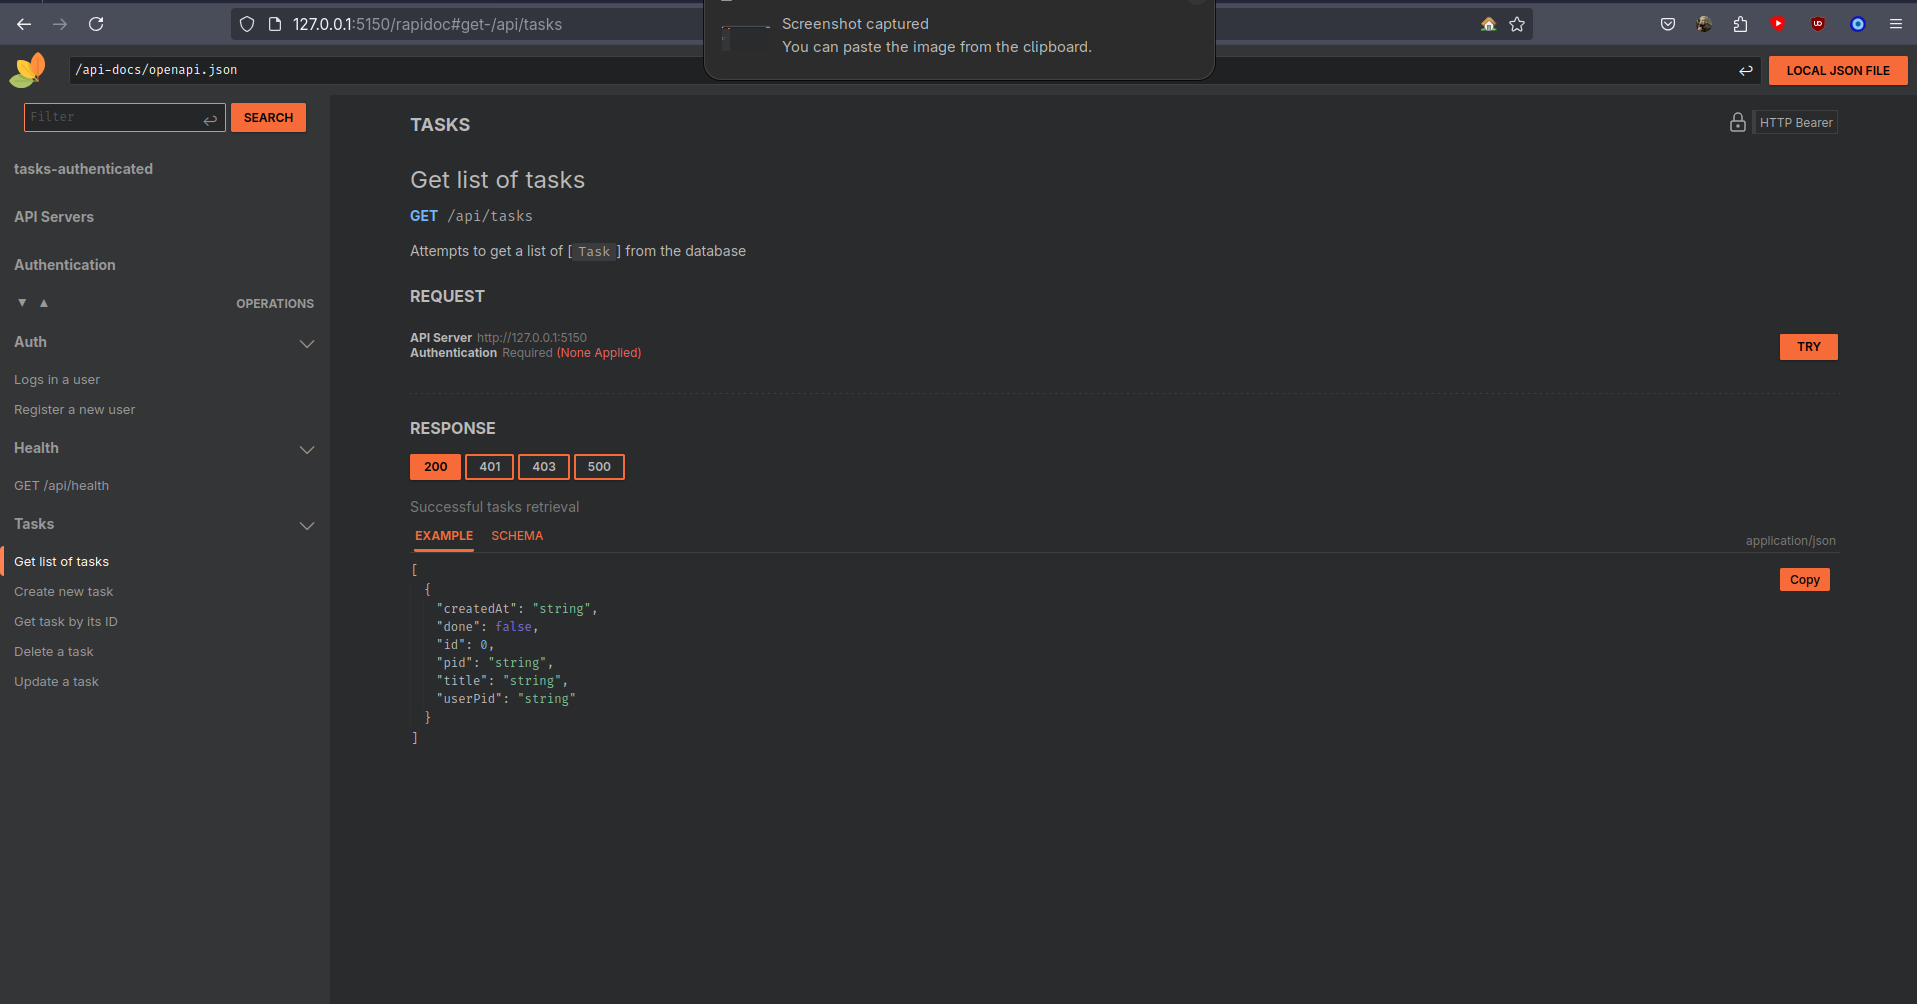 127.0.0.1:5150/rapidoc#get-/api/tasks
Screenshot captured
You can paste the image from the clipboard.
/api-docs/openapi.json
LOCAL JSON FILE
Filter
SEARCH
tasks-authenticated
API Servers
Authentication
▼ ▲ OPERATIONS
Auth
Logs in a user
Register a new user
Health
GET /api/health
Tasks
Get list of tasks
Create new task
Get task by its ID
Delete a task
Update a task
TASKS
HTTP Bearer
Get list of tasks
GET /api/tasks
Attempts to get a list of [ Task ] from the database
REQUEST
API Server http://127.0.0.1:5150
Authentication Required (None Applied)
TRY
RESPONSE
200 401 403 500
Successful tasks retrieval
EXAMPLE SCHEMA
application/json
Copy
[
{
"createdAt": "string",
"done": false,
"id": 0,
"pid": "string",
"title": "string",
"userPid": "string"
}
]